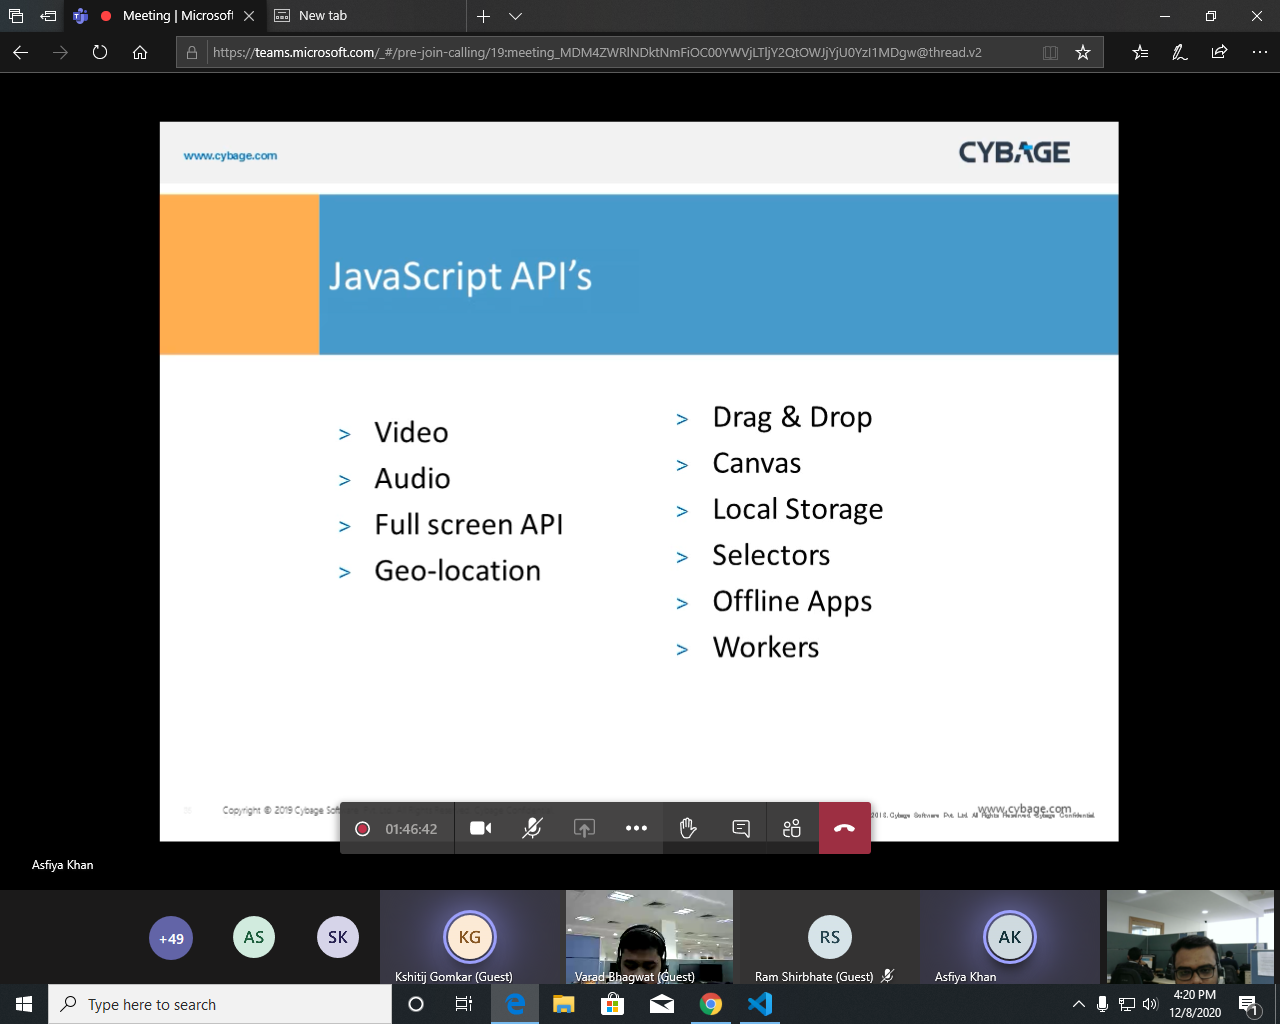 Meeting | Microsoft
New tab
https://teams.microsoft.com/_#/pre-join-calling/19:meeting_MDM4ZWRlNDktNmFiOC00YWVjLTljY2QtOWJjYjU0YzI1MDgw@thread.v2
www.cybage.com
CYBAGE
JavaScript API’s
> Video
> Audio
> Full screen API
> Geo-location
> Drag & Drop
> Canvas
> Local Storage
> Selectors
> Offline Apps
> Workers
Copyright © 2019 Cybage
www.cybage.com
Cybage Software Pvt. Ltd. All Rights Reserved. Cybage Confidential.
01:46:42
Asfiya Khan
+49
AS
SK
KG
RS
AK
Kshitij Gomkar (Guest)
Varad Bhagwat (Guest)
Ram Shirbhate (Guest)
Asfiya Khan
Type here to search
4:20 PM
12/8/2020
1